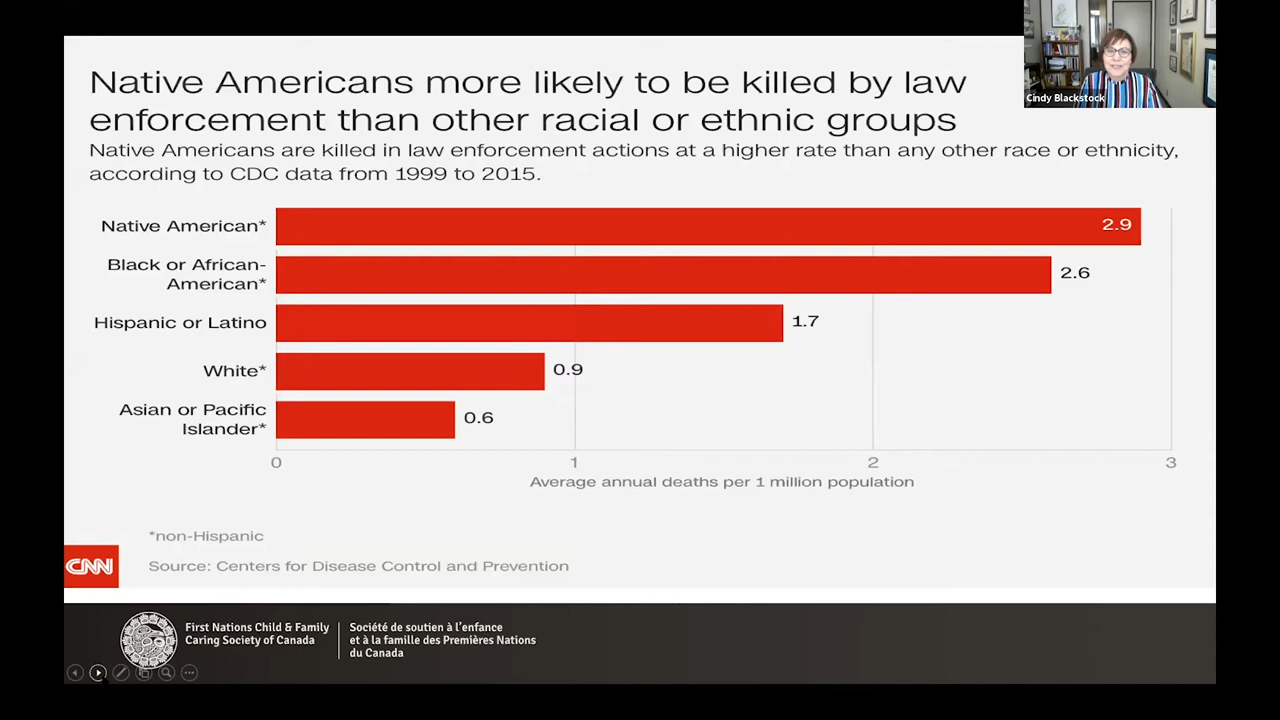 Native Americans more likely to be killed by law
enforcement than other racial or ethnic groups
Native Americans are killed in law enforcement actions at a higher rate than any other race or ethnicity,
according to CDC data from 1999 to 2015.
Cindy Blackstock
Native American*
2.9
Black or African-
American*
2.6
Hispanic or Latino
1.7
White*
0.9
Asian or Pacific
Islander*
0.6
0
1
2
3
Average annual deaths per 1 million population
*non-Hispanic
CNN
Source: Centers for Disease Control and Prevention
First Nations Child & Family
Caring Society of Canada
Société de soutien à l'enfance
et à la famille des Premières Nations
du Canada